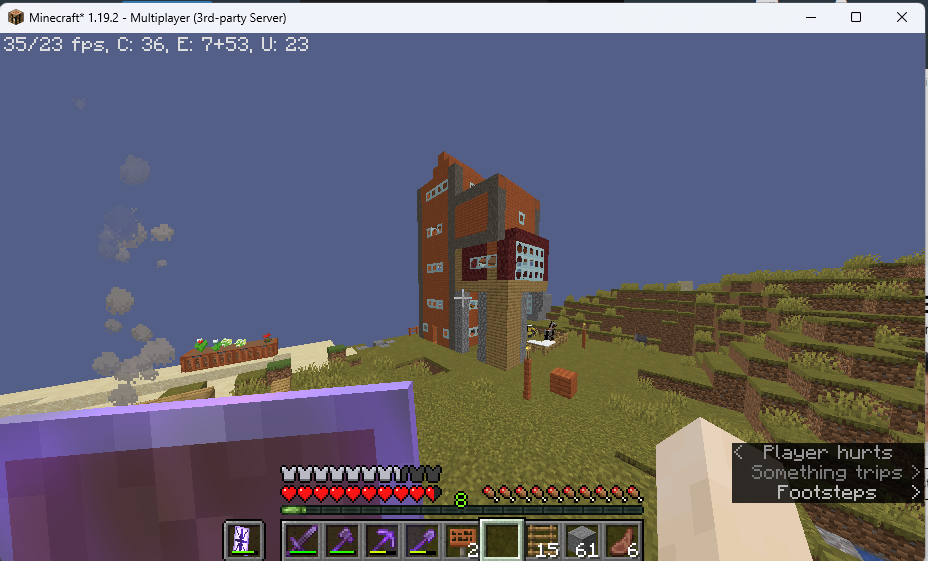 Minecraft* 1.19.2 - Multiplayer (3rd-party Server)
35/23 fps, C: 36, E: 7+53, U: 23
< Player hurts
Something trips >
Footsteps >
8
2
15
61
6